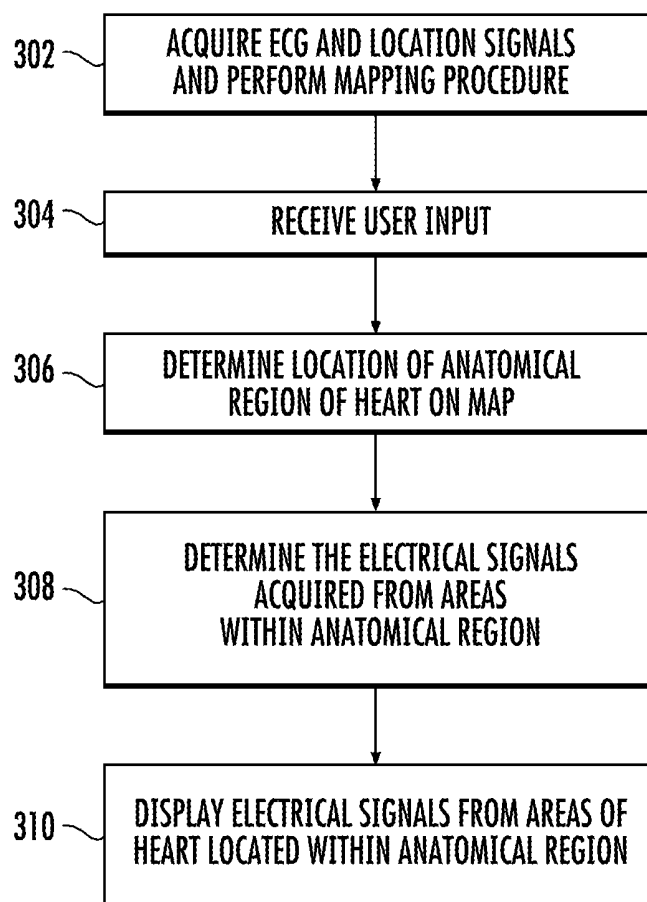 302
ACQUIRE ECG AND LOCATION SIGNALS
AND PERFORM MAPPING PROCEDURE
304
RECEIVE USER INPUT
306
DETERMINE LOCATION OF ANATOMICAL
REGION OF HEART ON MAP
308
DETERMINE THE ELECTRICAL SIGNALS
ACQUIRED FROM AREAS
WITHIN ANATOMICAL REGION
310
DISPLAY ELECTRICAL SIGNALS FROM AREAS OF
HEART LOCATED WITHIN ANATOMICAL REGION